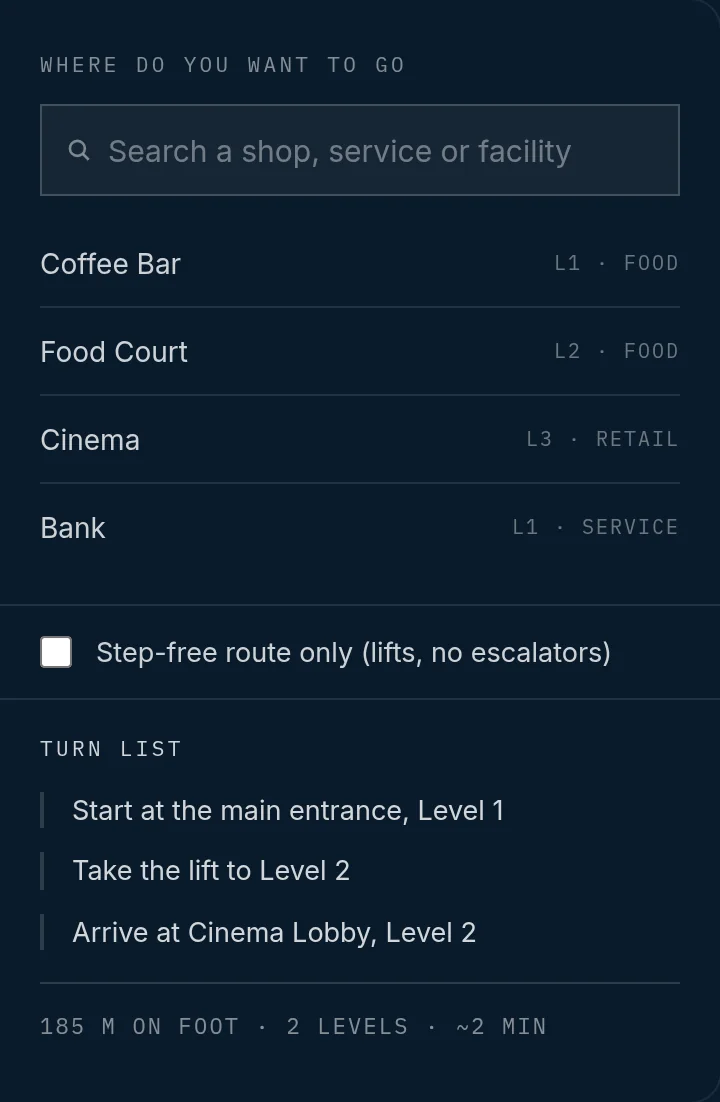 WHERE DO YOU WANT TO GO
Search a shop, service or facility
Coffee Bar L1 · FOOD
Food Court L2 · FOOD
Cinema L3 · RETAIL
Bank L1 · SERVICE
Step-free route only (lifts, no escalators)
TURN LIST
Start at the main entrance, Level 1
Take the lift to Level 2
Arrive at Cinema Lobby, Level 2
185 M ON FOOT · 2 LEVELS · ~2 MIN